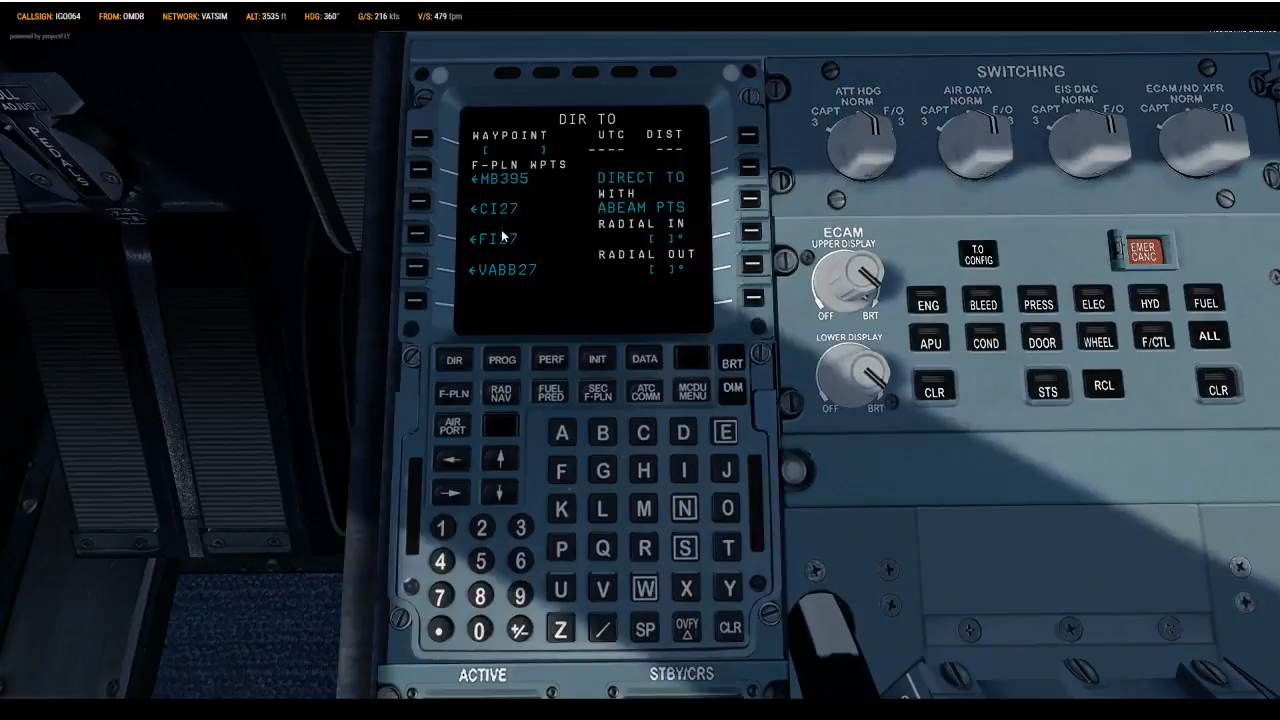 CALLSIGN: IGO064 FROM: OMDB NETWORK: VATSIM ALT: 3535 ft HDG: 360° G/S: 216 kts V/S: 479 fpm
powered by projectFLY
ADJUST
DIR TO
WAYPOINT UTC DIST
[ ] ---- ---
F-PLN WPTS
←MB395 DIRECT TO
WITH
←CI27 ABEAM PTS
RADIAL IN
[ ]°
RADIAL OUT
←VABB27 [ ]°
DIR PROG PERF INIT DATA BRT
F-PLN RAD NAV FUEL PRED SEC F-PLN ATC COMM MCDU MENU DIM
AIR PORT
A B C D E
← ↑ F G H I J
→ ↓ K L M N O
1 2 3
4 5 6 P Q R S T
7 8 9 U V W X Y
. 0 +/- Z / SP OVFY Δ CLR
ACTIVE STBY/CRS
SWITCHING
ATT HDG AIR DATA EIS DMC ECAM/ND XFR
NORM NORM NORM NORM
CAPT 3 F/O 3 CAPT 3 F/O 3 CAPT 3 F/O 3 CAPT F/O
ECAM
UPPER DISPLAY
OFF BRT
T.O CONFIG
EMER CANC
LOWER DISPLAY
OFF BRT
ENG BLEED PRESS ELEC HYD FUEL
APU COND DOOR WHEEL F/CTL ALL
CLR STS RCL CLR